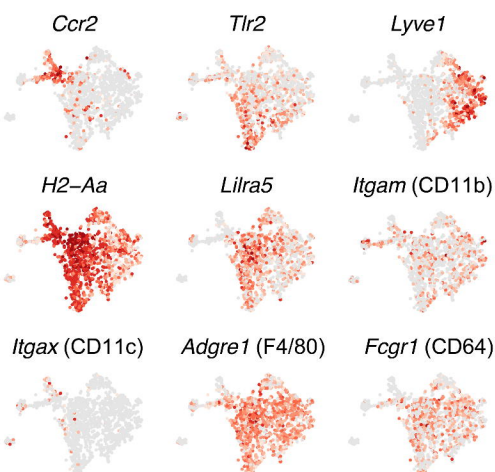 Ccr2 Tlr2 Lyve1
H2−Aa Lilra5 Itgam (CD11b)
Itgax (CD11c) Adgre1 (F4/80) Fcgr1 (CD64)